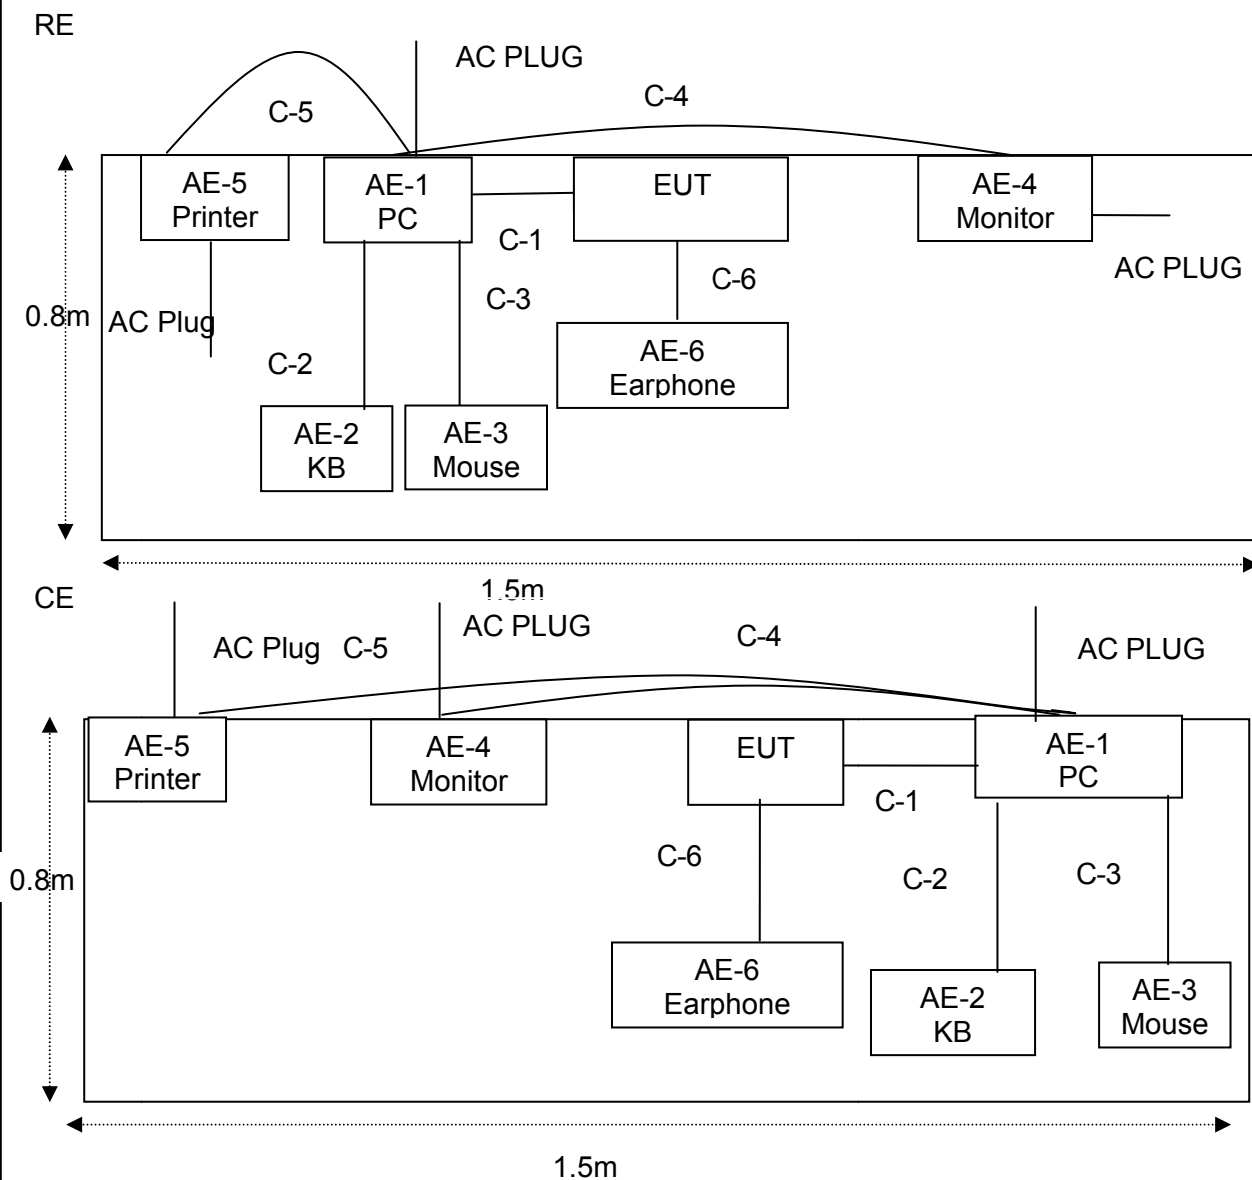 RE
AC PLUG
C-5
C-4
AE-5
Printer
AE-1
PC
EUT
AE-4
Monitor
C-1
C-6
AC PLUG
C-3
0.8m
AC Plug
C-2
AE-6
Earphone
AE-2
KB
AE-3
Mouse
1.5m
CE
AC Plug
C-5
AC PLUG
C-4
AC PLUG
AE-5
Printer
AE-4
Monitor
EUT
AE-1
PC
C-1
C-6
C-2
C-3
0.8m
AE-6
Earphone
AE-2
KB
AE-3
Mouse
1.5m